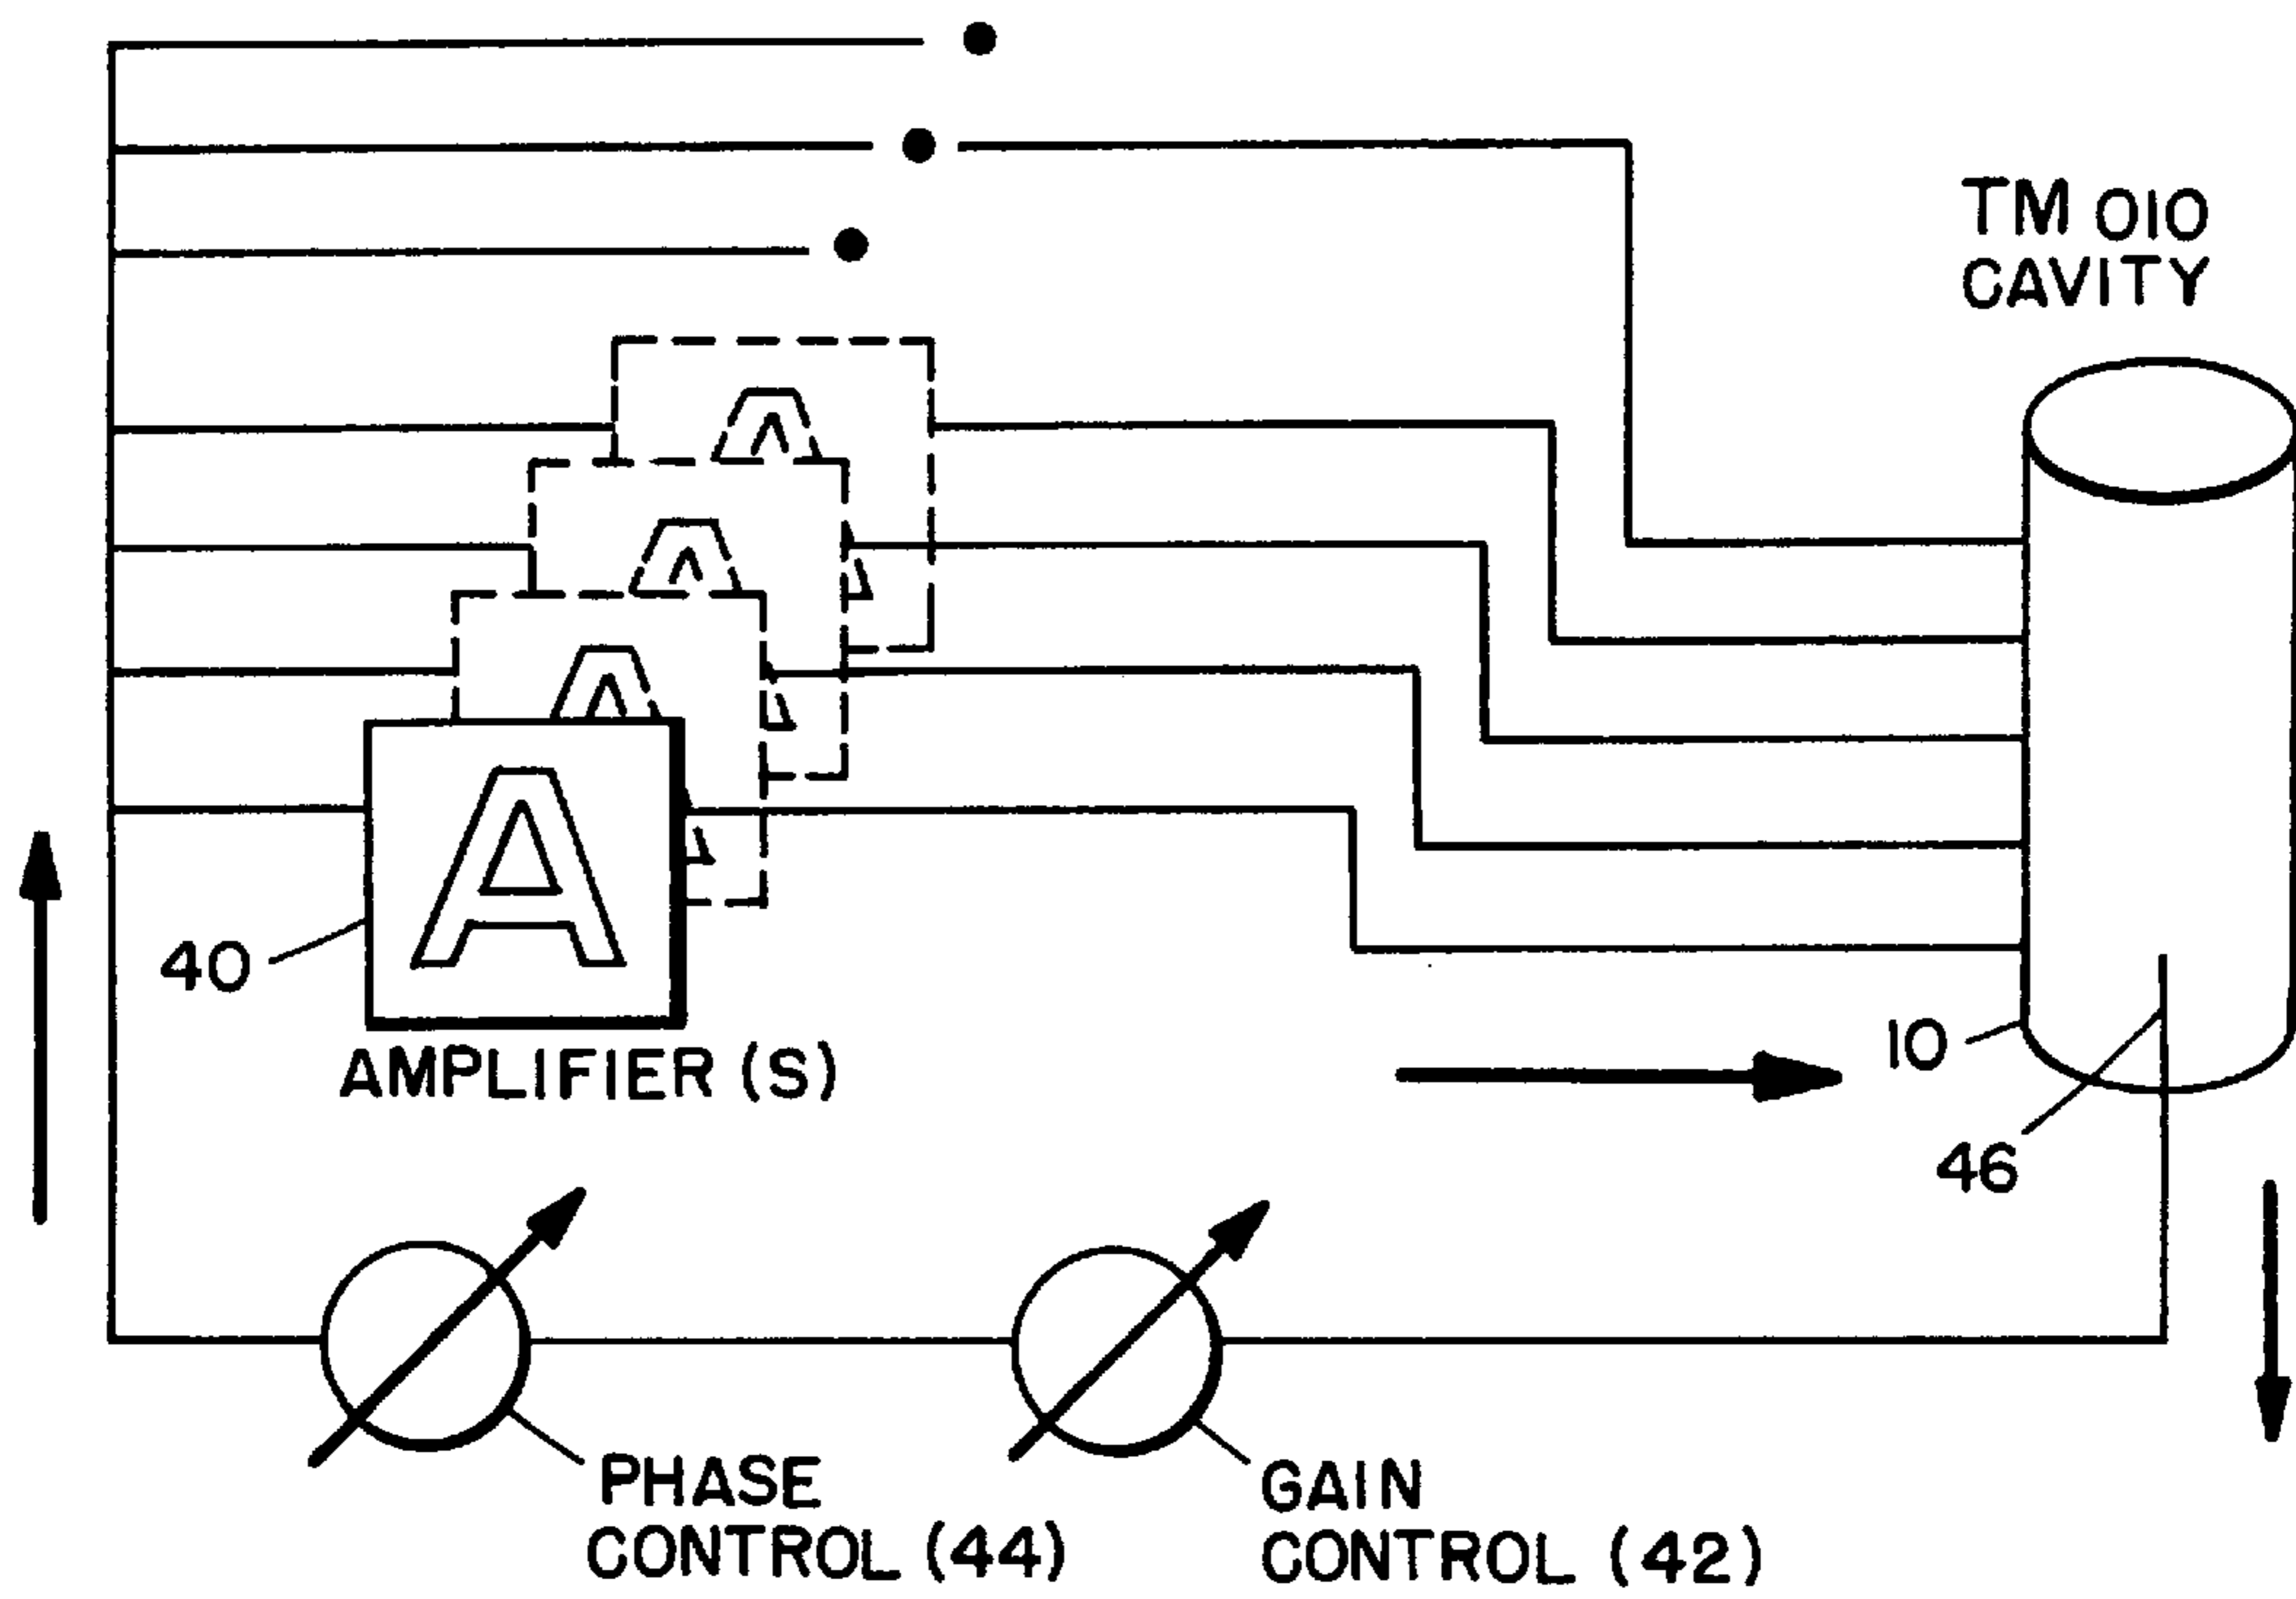 TM 010
CAVITY
A
A
A
A
40
AMPLIFIER (S)
10
46
PHASE
CONTROL (44)
GAIN
CONTROL (42)